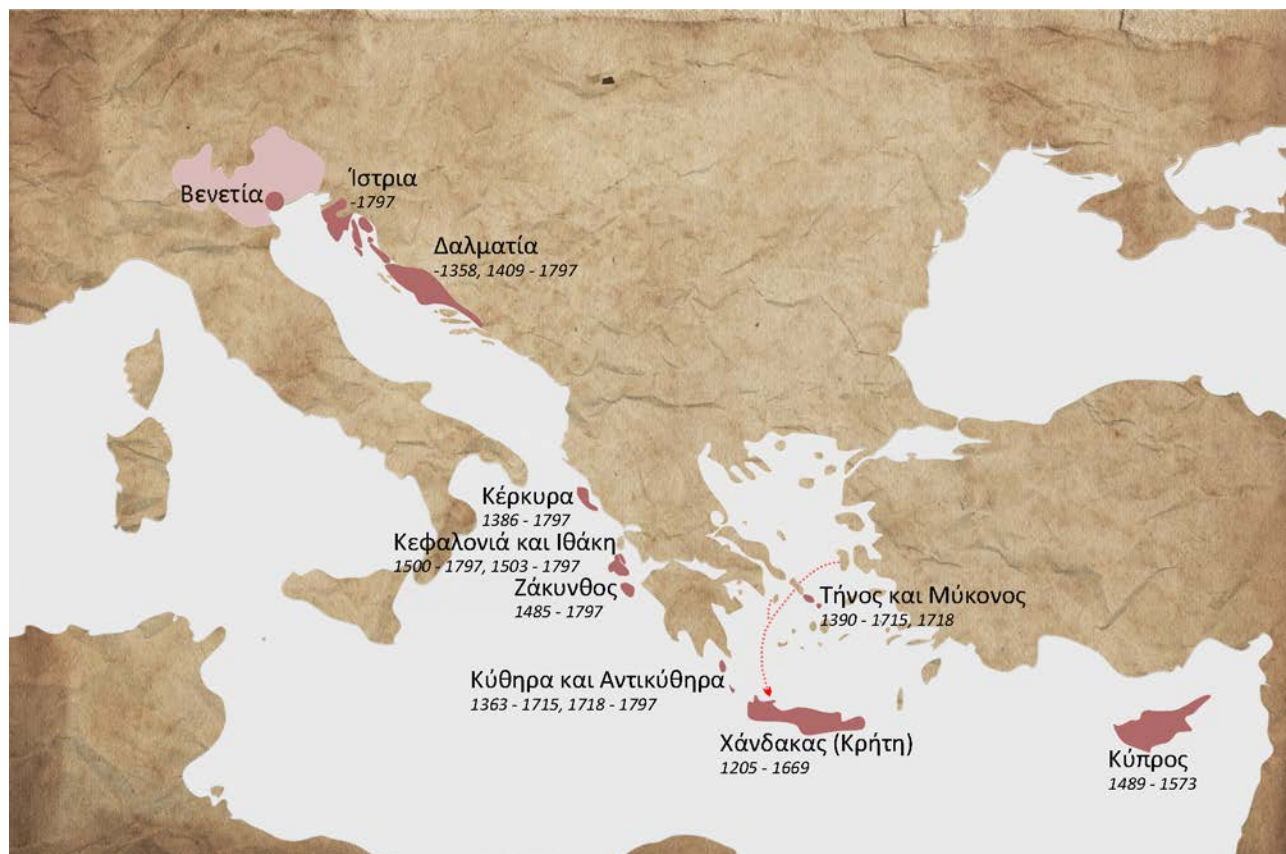 Βενετία
Ίστρια
-1797
Δαλματία
-1358, 1409 - 1797
Κέρκυρα
1386 - 1797
Κεφαλονιά και Ιθάκη
1500 - 1797, 1503 - 1797
Ζάκυνθος
1485 - 1797
Τήνος και Μύκονος
1390 - 1715, 1718
Κύθηρα και Αντικύθηρα
1363 - 1715, 1718 - 1797
Χάνδακας (Κρήτη)
1205 - 1669
Κύπρος
1489 - 1573